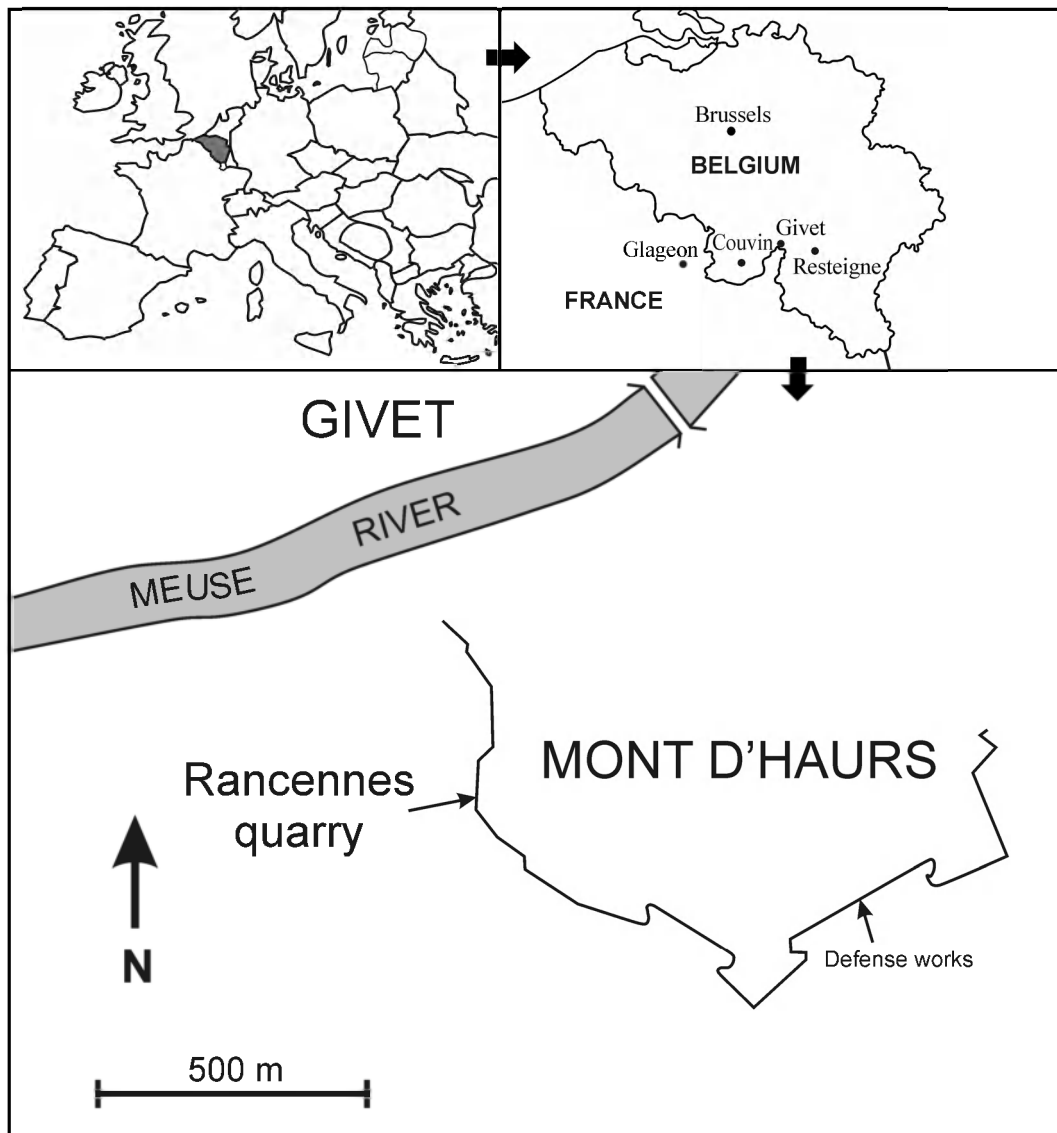 Brussels
BELGIUM
Givet
Glageon
Couvin
Resteigne
FRANCE
GIVET
MEUSE RIVER
MONT D'HAURS
Rancennes
quarry
Defense works
N
500 m